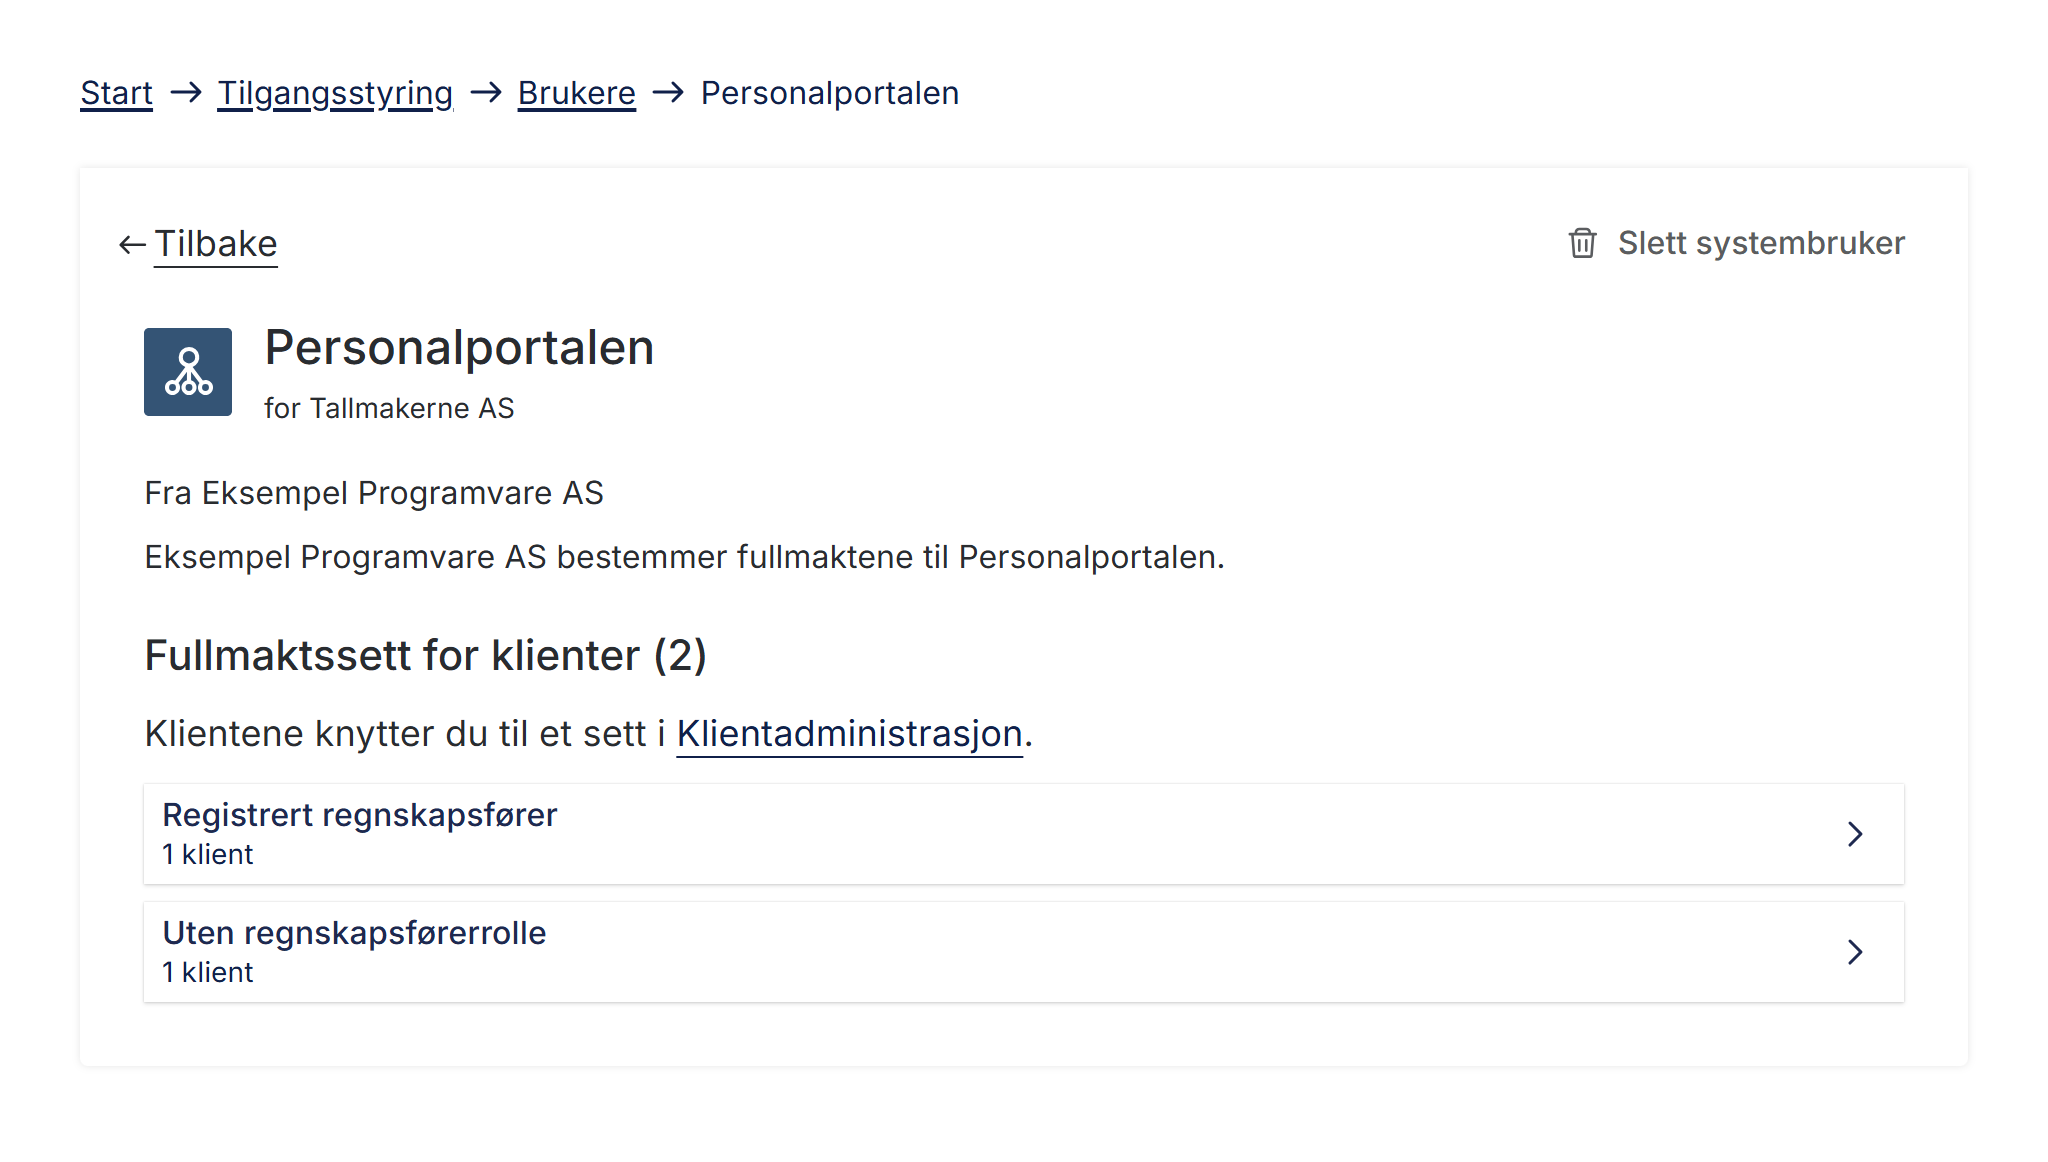 Start → Tilgangsstyring → Brukere → Personalportalen
← Tilbake
Slett systembruker
Personalportalen
for Tallmakerne AS
Fra Eksempel Programvare AS
Eksempel Programvare AS bestemmer fullmaktene til Personalportalen.
Fullmaktssett for klienter (2)
Klientene knytter du til et sett i Klientadministrasjon.
Registrert regnskapsfører
1 klient
Uten regnskapsførerrolle
1 klient